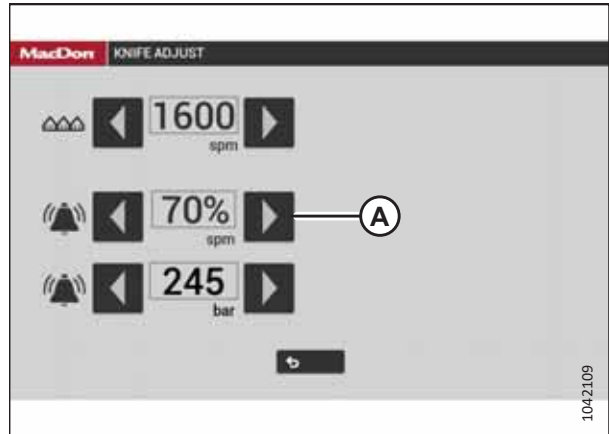 MacDon KNIFE ADJUST
1600
spm
70%
spm
A
245
bar
1042109